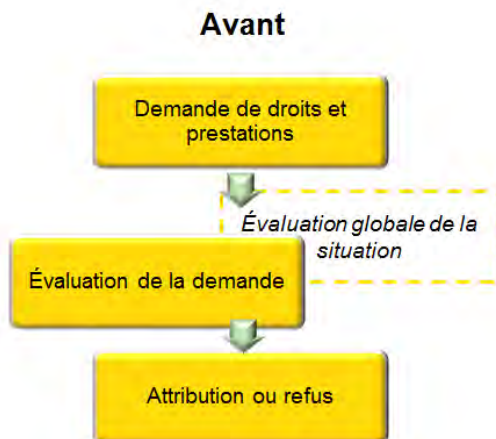 Avant
Demande de droits et
prestations
Évaluation globale de la
situation
Évaluation de la demande
Attribution ou refus